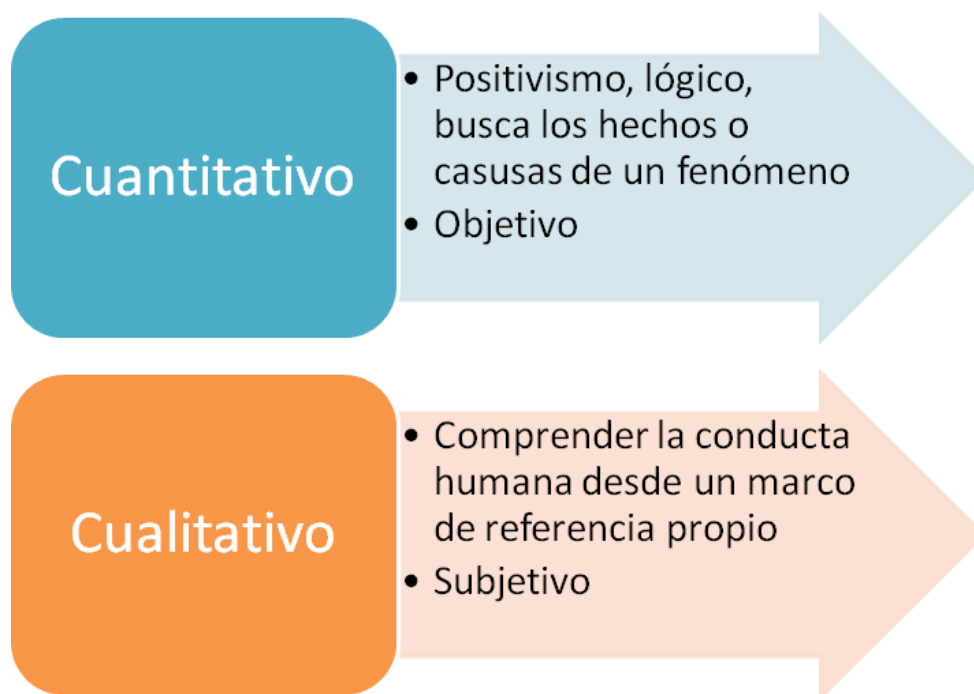 Cuantitativo
• Positivismo, lógico,
busca los hechos o
casusas de un fenómeno
• Objetivo
Cualitativo
• Comprender la conducta
humana desde un marco
de referencia propio
• Subjetivo